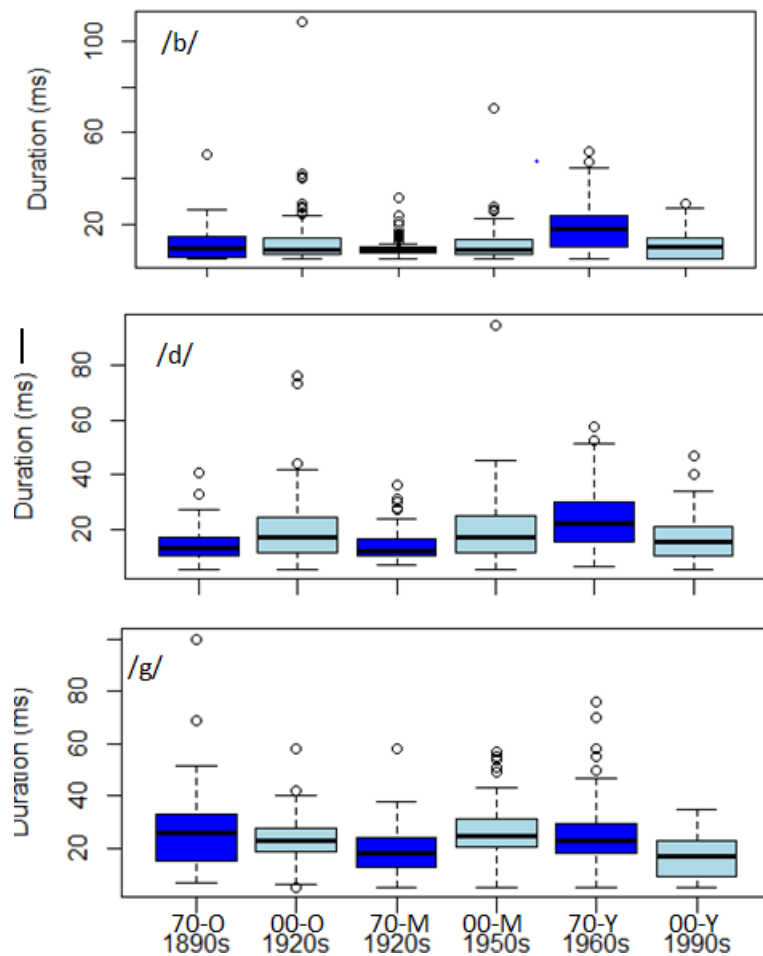 /b/
Duration (ms)
100
60
20
/d/
Duration (ms)
80
60
40
20
/g/
Duration (ms)
80
60
40
20
70-O 00-O 70-M 00-M 70-Y 00-Y
1890s 1920s 1920s 1950s 1960s 1990s